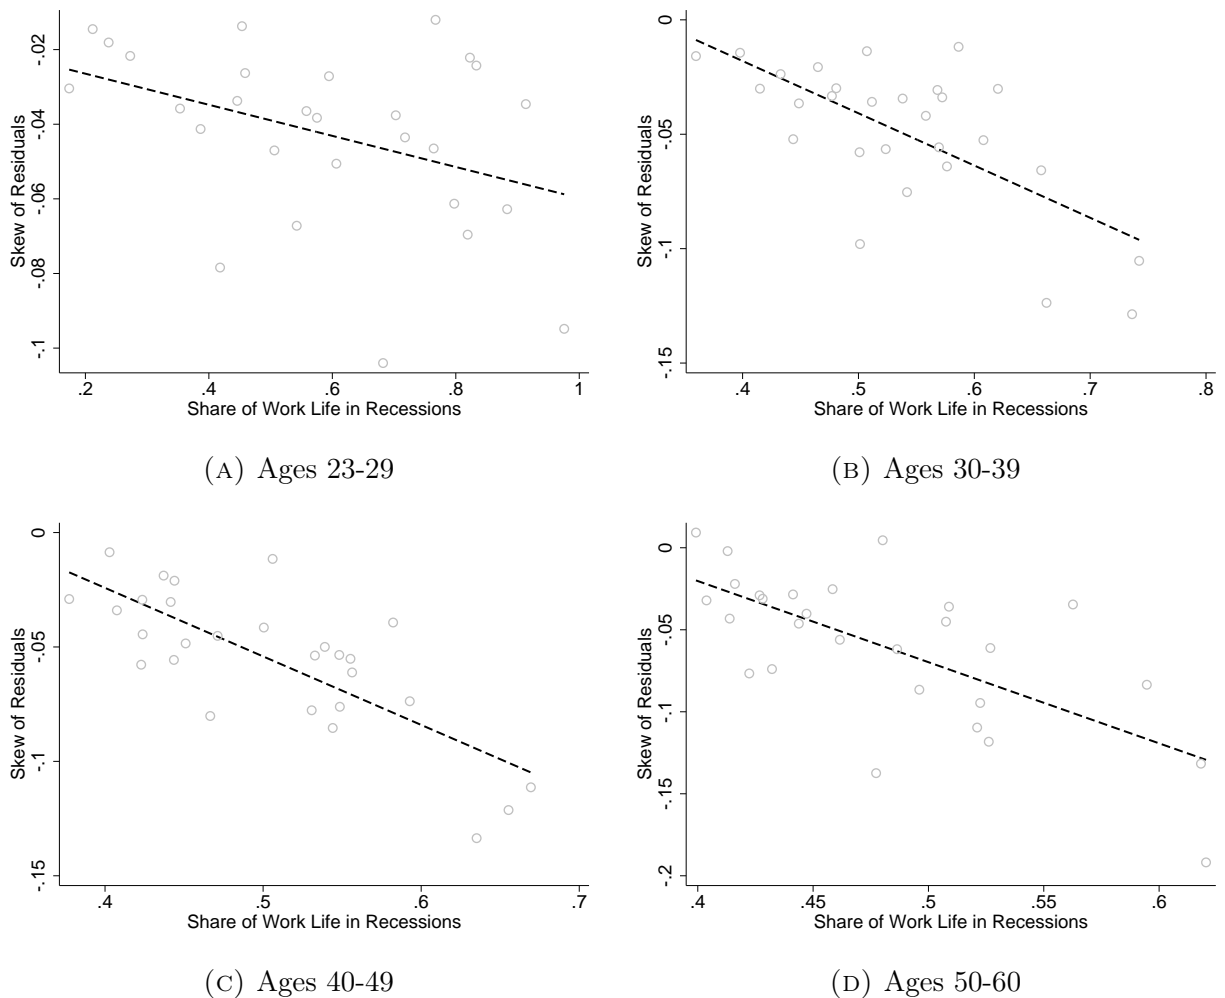 Skew of Residuals
-.02
-.04
-.06
-.08
-.1
.2 .4 .6 .8 1
Share of Work Life in Recessions
(A) Ages 23-29
Skew of Residuals
0
-.05
-.1
-.15
.4 .5 .6 .7 .8
Share of Work Life in Recessions
(B) Ages 30-39
Skew of Residuals
0
-.05
-.1
-.15
.4 .5 .6 .7
Share of Work Life in Recessions
(C) Ages 40-49
Skew of Residuals
0
-.05
-.1
-.15
-.2
.4 .45 .5 .55 .6
Share of Work Life in Recessions
(D) Ages 50-60